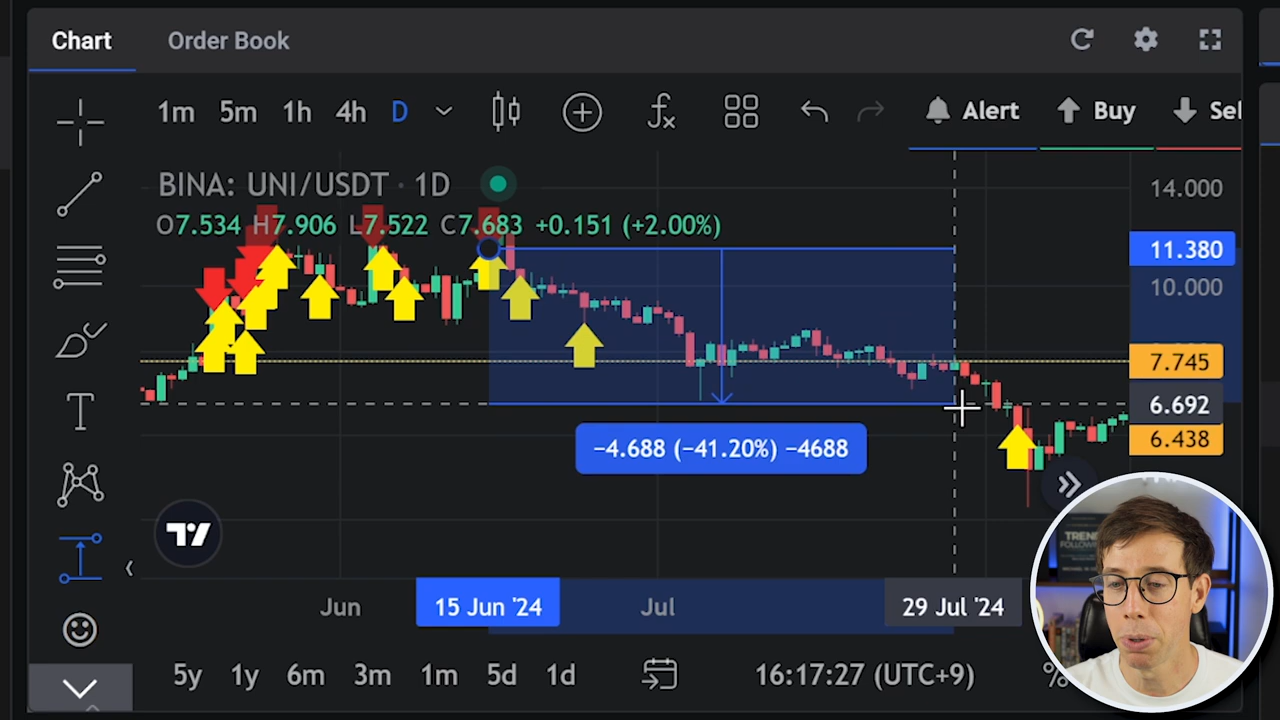 Chart Order Book
1m 5m 1h 4h D Alert Buy Sel
BINA: UNI/USDT · 1D
O7.534 H7.906 L7.522 C7.683 +0.151 (+2.00%)
14.000
11.380
10.000
7.745
6.692
6.438
−4.688 (−41.20%) −4688
TREND
FOLLOWING
Jun 15 Jun '24 Jul 29 Jul '24
5y 1y 6m 3m 1m 5d 1d 16:17:27 (UTC+9) %